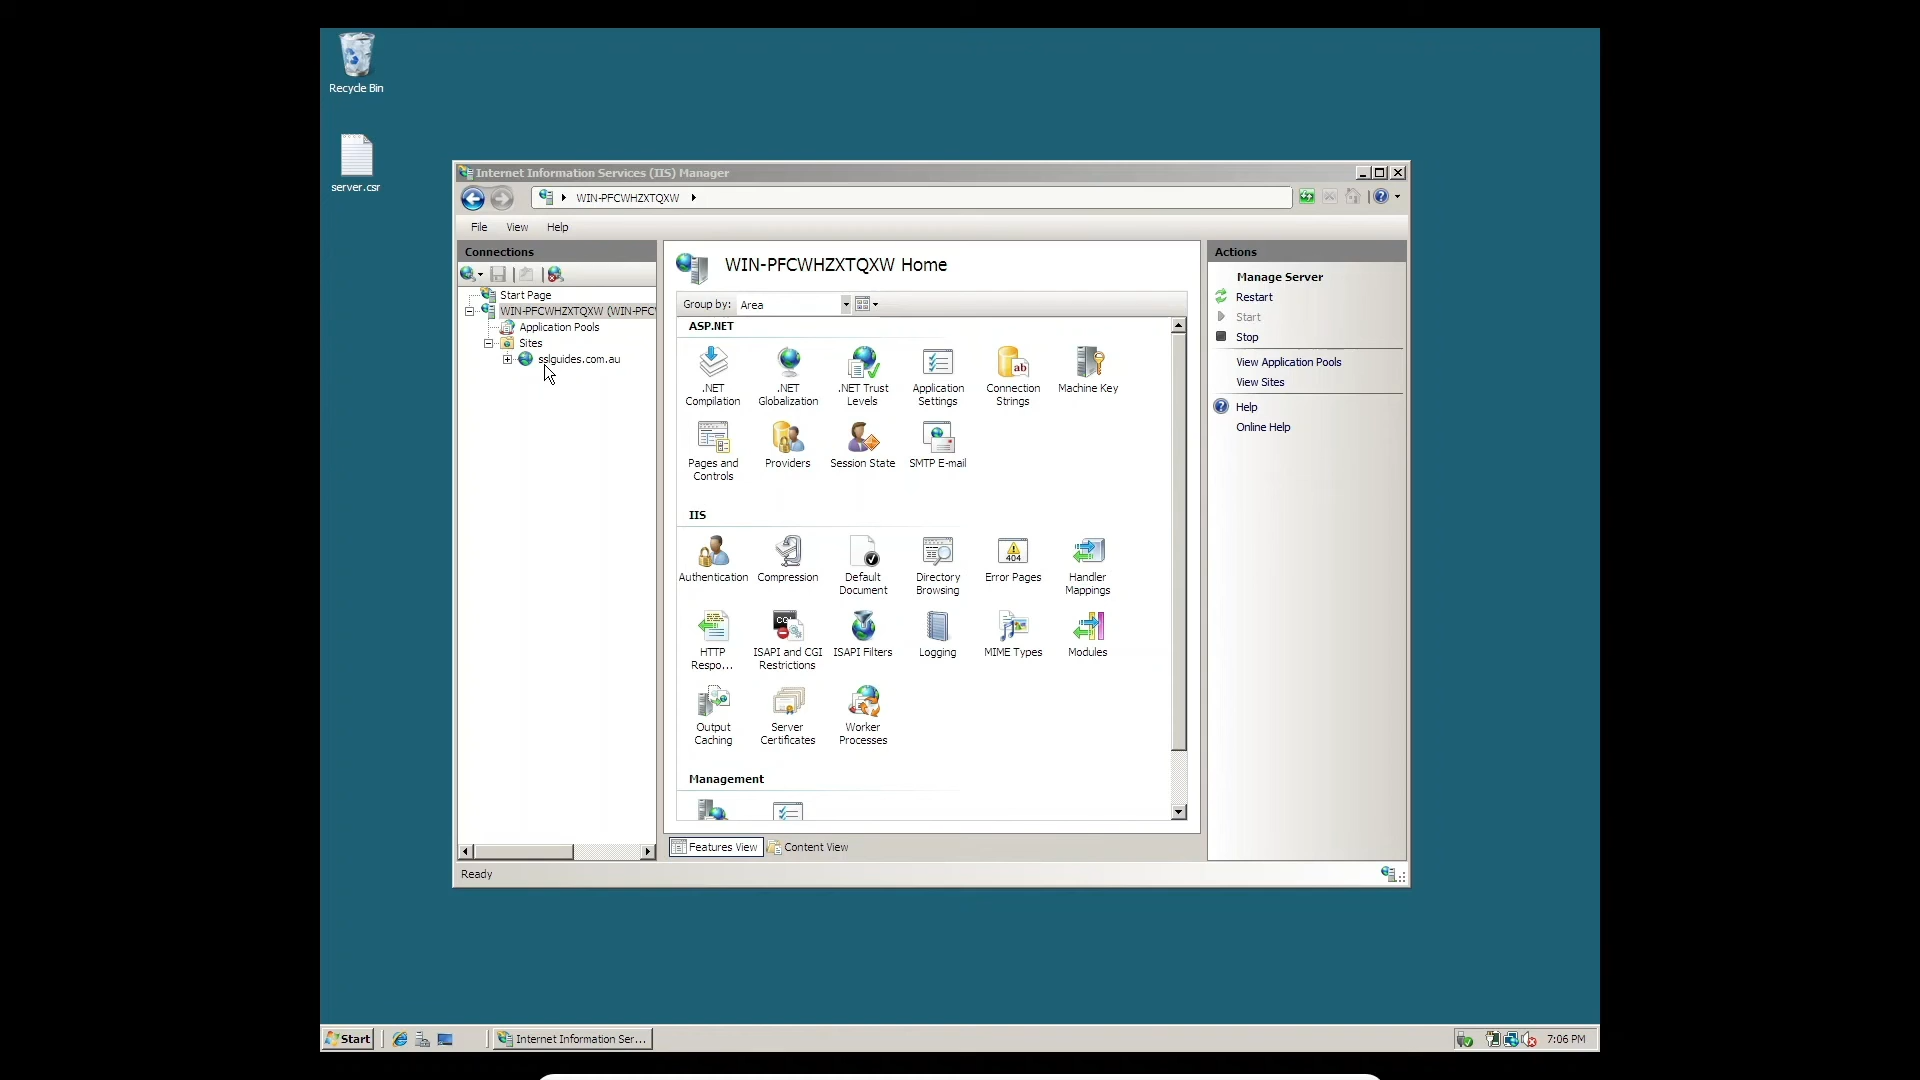 Recycle Bin
server.csr
Internet Information Services (IIS) Manager
WIN-PFCWHZXTQXW
File View Help
Connections
Start Page
WIN-PFCWHZXTQXW (WIN-PFCW
Application Pools
Sites
sslguides.com.au
WIN-PFCWHZXTQXW Home
Group by: Area
ASP.NET
.NET Compilation
.NET Globalization
.NET Trust Levels
Application Settings
Connection Strings
ab
Machine Key
Pages and Controls
Providers
Session State
SMTP E-mail
IIS
Authentication
Compression
Default Document
Directory Browsing
404
Error Pages
Handler Mappings
HTTP Respo...
ISAPI and CGI Restrictions
ISAPI Filters
Logging
MIME Types
Modules
Output Caching
Server Certificates
Worker Processes
Management
Features View
Content View
Actions
Manage Server
Restart
Start
Stop
View Application Pools
View Sites
Help
Online Help
Ready
Start
Internet Information Ser...
7:06 PM